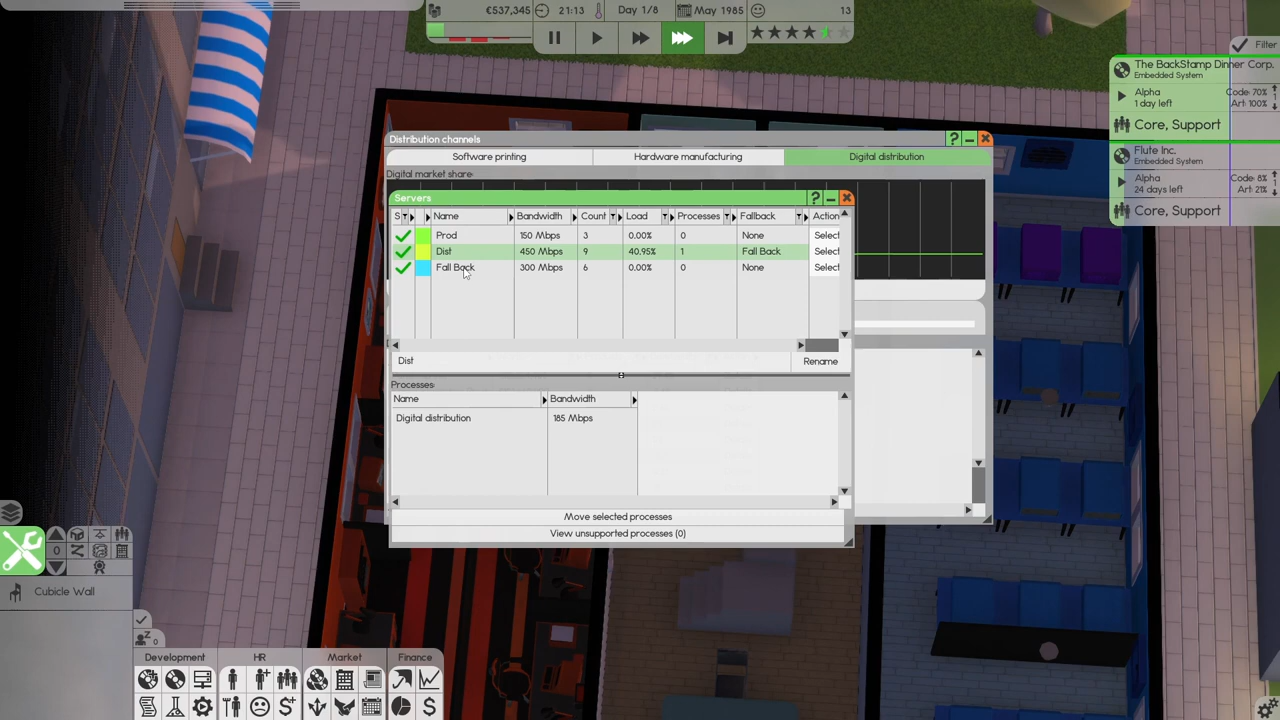 €537,345
21:13
Day 1/8
May 1985
13
Filter
The BackStamp Dinner Corp.
Embedded System
Alpha
Code: 70%
1 day left
Art: 100%
1
Core, Support
Flute Inc.
Embedded System
Alpha
Code: 8%
24 days left
Art: 21%
Core, Support
Distribution channels
?
Software printing
Hardware manufacturing
Digital distribution
Digital market share:
Servers
?
S
Name
Bandwidth
Count
Load
Processes
Fallback
Action
Prod
150 Mbps
3
0.00%
0
None
Select
Dist
450 Mbps
9
40.95%
1
Fall Back
Select
Fall Back
300 Mbps
6
0.00%
0
None
Select
Dist
Rename
Processes:
Name
Bandwidth
Digital distribution
185 Mbps
Move selected processes
View unsupported processes (0)
0
Cubicle Wall
Z 0
Development
HR
Market
Finance